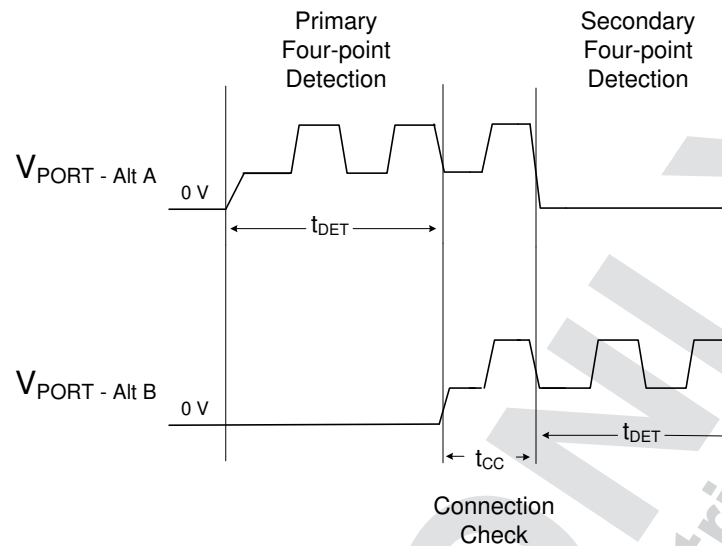 Primary
Four-point
Detection
Secondary
Four-point
Detection
VPORT - Alt A
0 V
tDET
VPORT - Alt B
0 V
tDET
tCC
Connection
Check